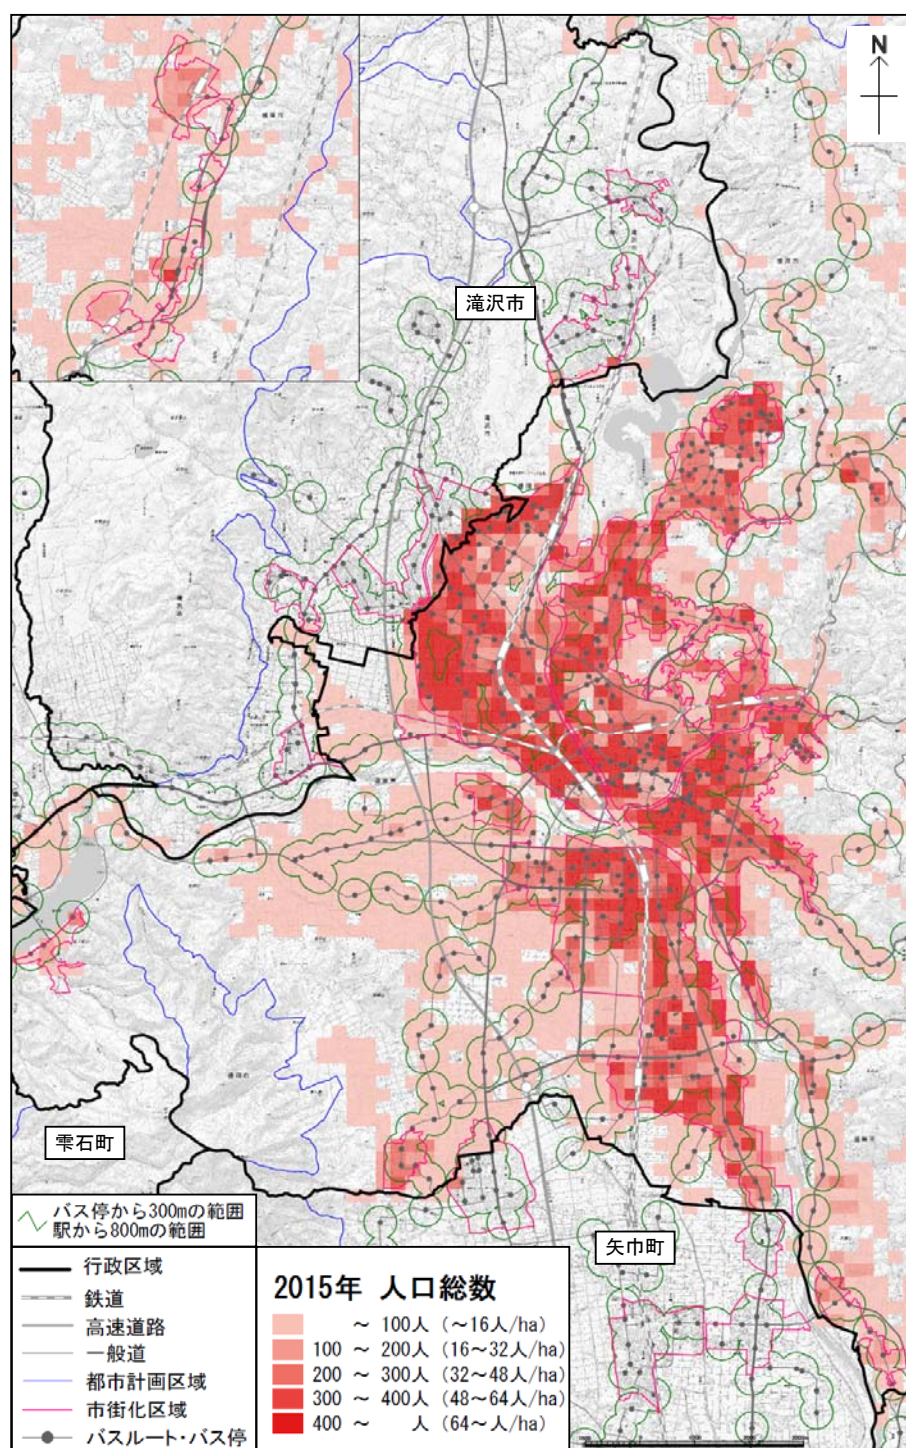 N
滝沢市
雫石町
矢巾町
バス停から300mの範囲
駅から800mの範囲
行政区域
鉄道
高速道路
一般道
都市計画区域
市街化区域
バスルート・バス停
2015年 人口総数
～ 100人 (～16人/ha)
100 ～ 200人 (16～32人/ha)
200 ～ 300人 (32～48人/ha)
300 ～ 400人 (48～64人/ha)
400 ～ 人 (64～人/ha)